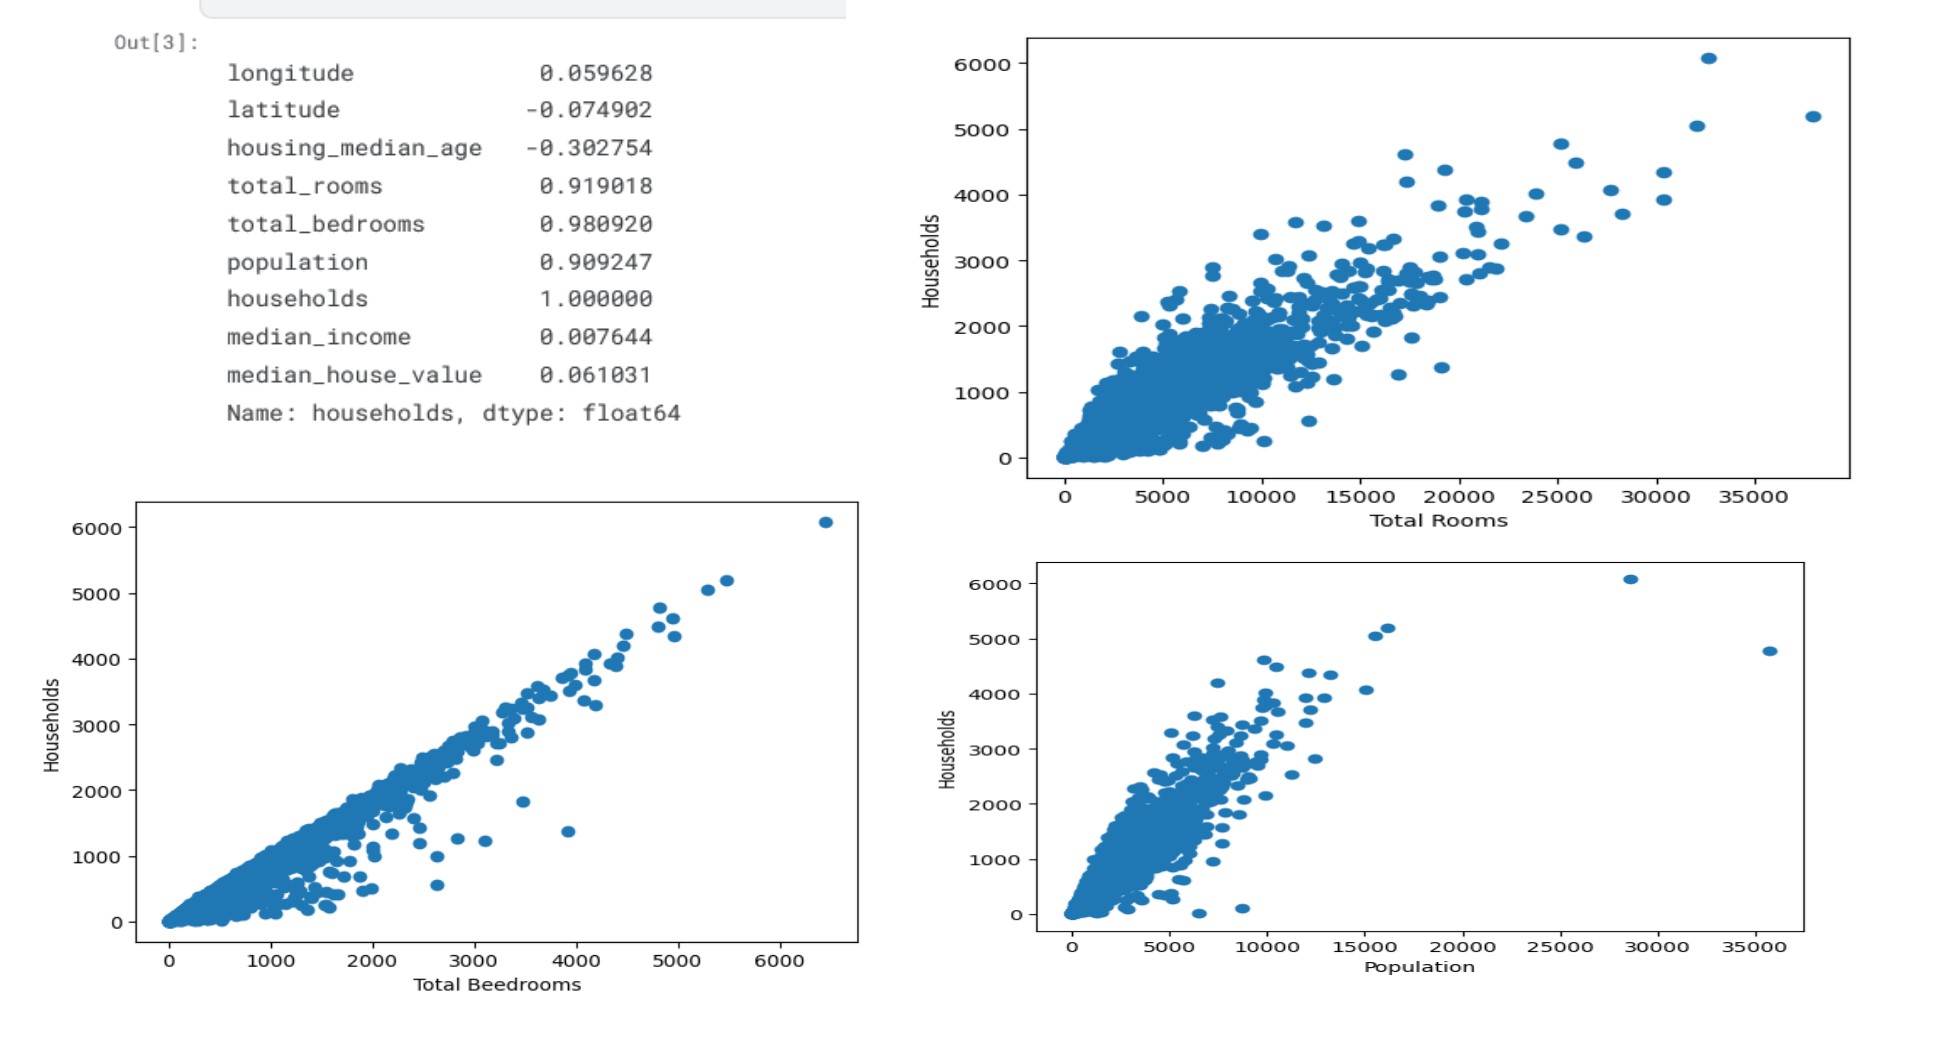 Out[3]:
longitude 0.059628
latitude -0.074902
housing_median_age -0.302754
total_rooms 0.919018
total_bedrooms 0.980920
population 0.909247
households 1.000000
median_income 0.007644
median_house_value 0.061031
Name: households, dtype: float64
6000
5000
4000
3000
2000
1000
0
Households
0 5000 10000 15000 20000 25000 30000 35000
Total Rooms
6000
5000
4000
3000
2000
1000
0
Households
0 1000 2000 3000 4000 5000 6000
Total Beedrooms
6000
5000
4000
3000
2000
1000
0
Households
0 5000 10000 15000 20000 25000 30000 35000
Population